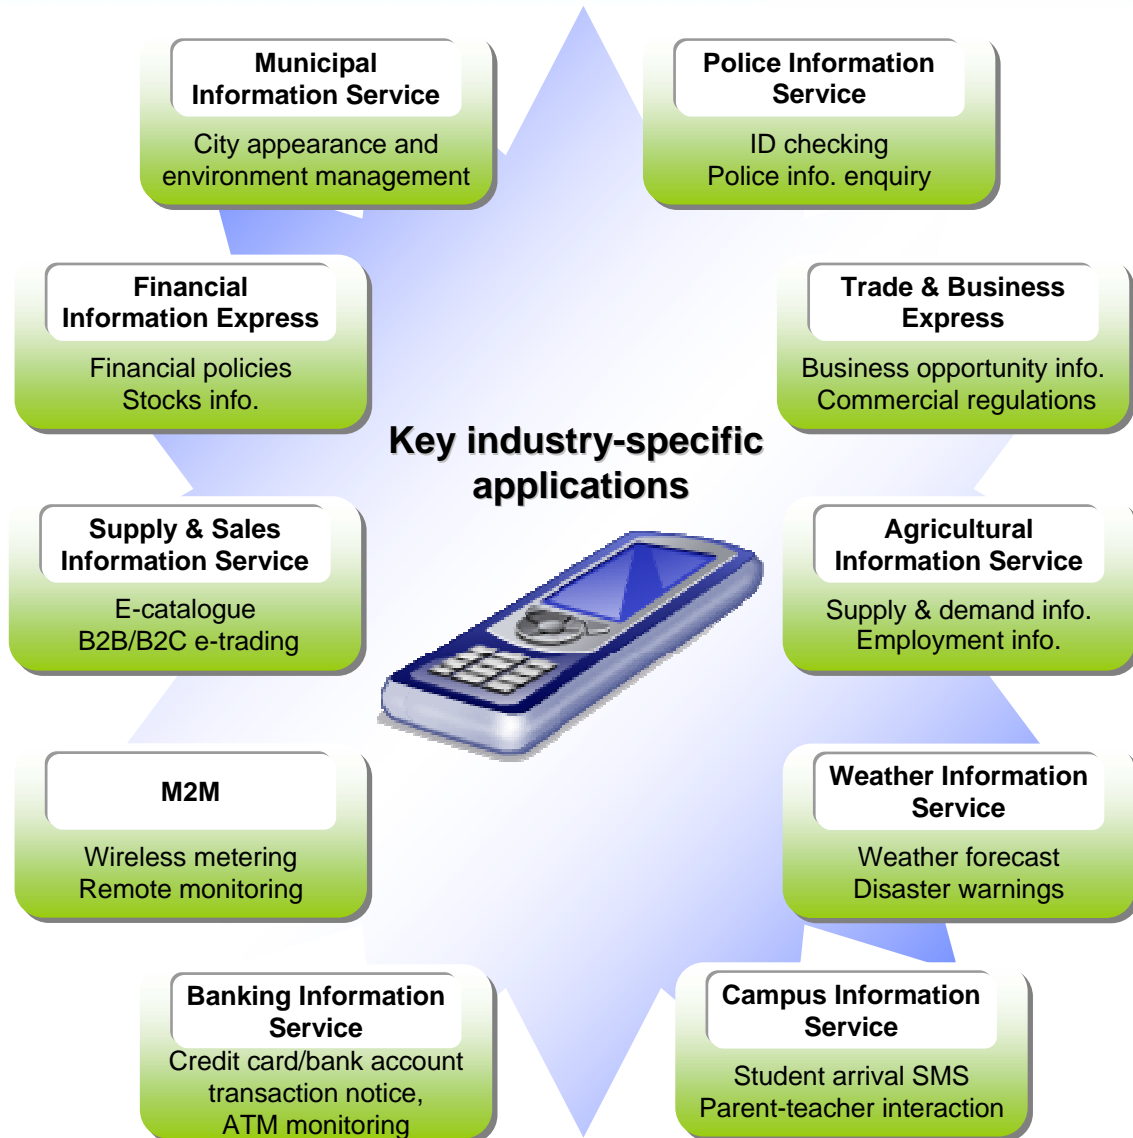 Municipal
Information Service
City appearance and
environment management
Police Information
Service
ID checking
Police info. enquiry
Financial
Information Express
Financial policies
Stocks info.
Trade & Business
Express
Business opportunity info.
Commercial regulations
Key industry-specific
applications
Supply & Sales
Information Service
E-catalogue
B2B/B2C e-trading
Agricultural
Information Service
Supply & demand info.
Employment info.
M2M
Wireless metering
Remote monitoring
Weather Information
Service
Weather forecast
Disaster warnings
Banking Information
Service
Credit card/bank account
transaction notice,
ATM monitoring
Campus Information
Service
Student arrival SMS
Parent-teacher interaction